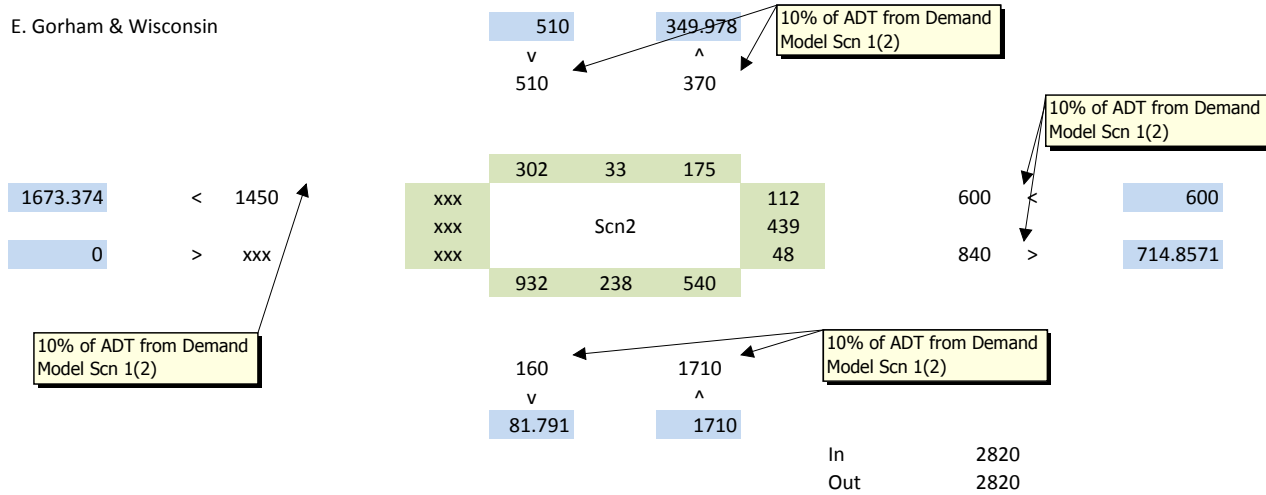 E. Gorham & Wisconsin
510 349.978
10% of ADT from Demand
Model Scn 1(2)
v ^
510 370
10% of ADT from Demand
Model Scn 1(2)
302 33 175
1673.374 < 1450 xxx 112 600 < 600
xxx Scn2 439
0 > xxx xxx 48 840 > 714.8571
932 238 540
10% of ADT from Demand
Model Scn 1(2)
10% of ADT from Demand
Model Scn 1(2)
160 1710
v ^
81.791 1710
In 2820
Out 2820